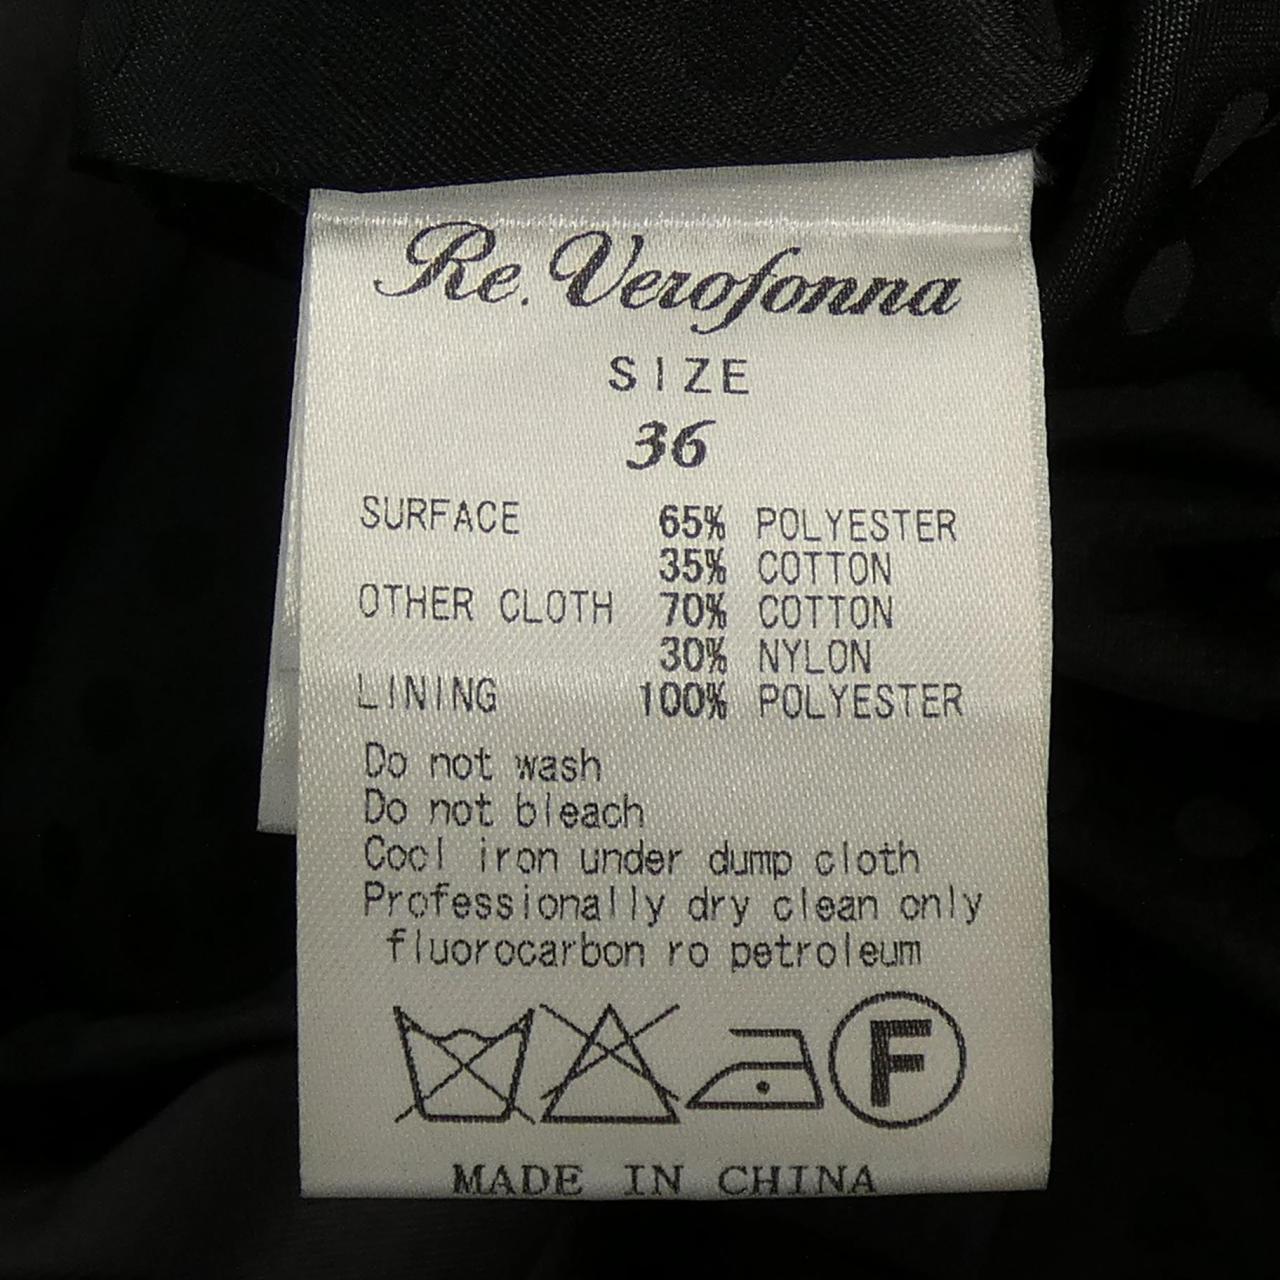 Re. Verofonna
SIZE
36
SURFACE 65% POLYESTER
35% COTTON
OTHER CLOTH 70% COTTON
30% NYLON
LINING 100% POLYESTER
Do not wash
Do not bleach
Cool iron under dump cloth
Professionally dry clean only
fluorocarbon ro petroleum
F
MADE IN CHINA